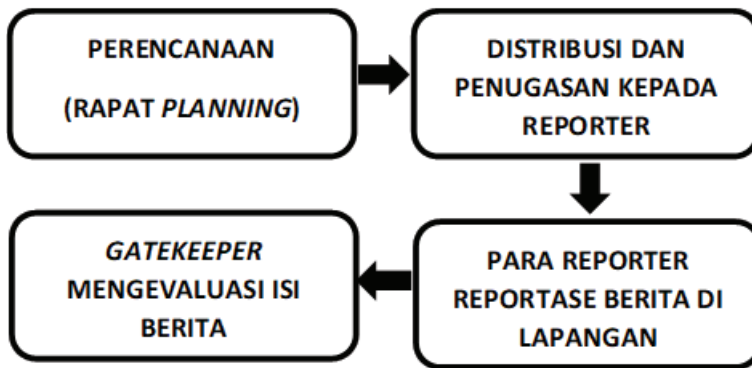 PERENCANAAN
(RAPAT PLANNING)
DISTRIBUSI DAN
PENUGASAN KEPADA
REPORTER
PARA REPORTER
REPORTASE BERITA DI
LAPANGAN
GATEKEEPER
MENGEVALUASI ISI
BERITA